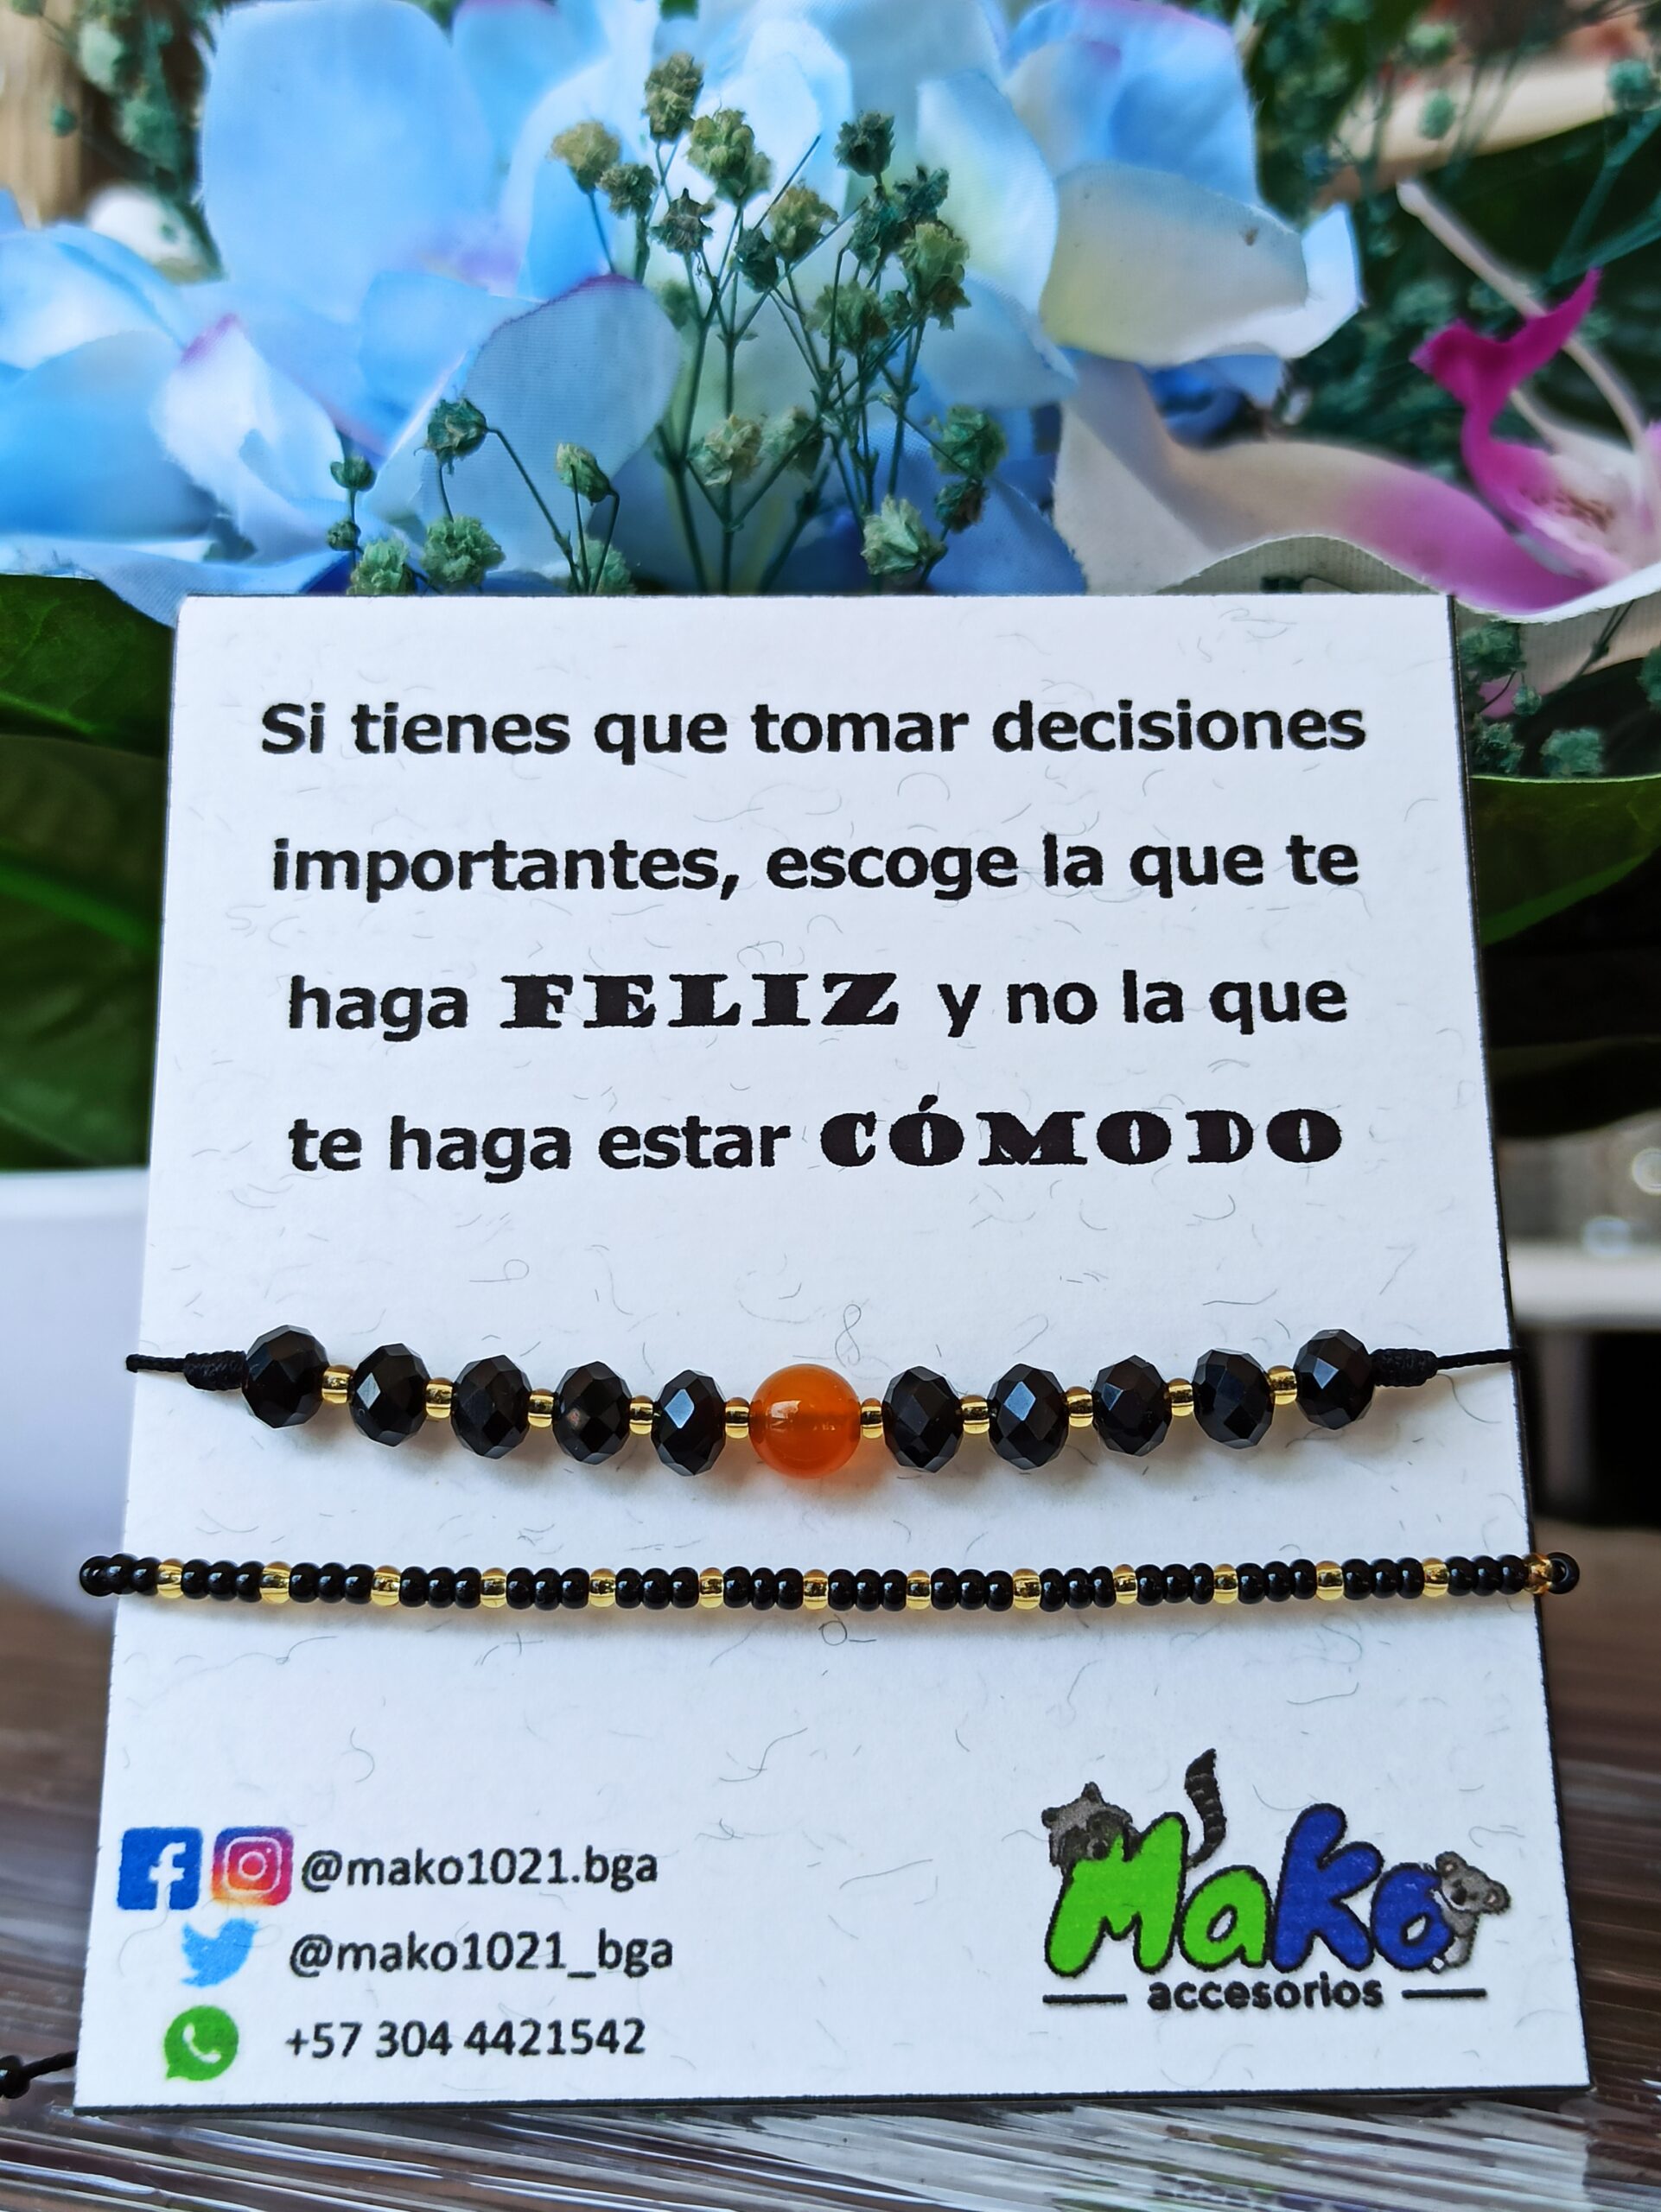 Si tienes que tomar decisiones
importantes, escoge la que te
haga FELIZ y no la que
te haga estar CÓMODO
@mako1021.bga
@mako1021_bga
+57 304 4421542
MaKo
accesorios